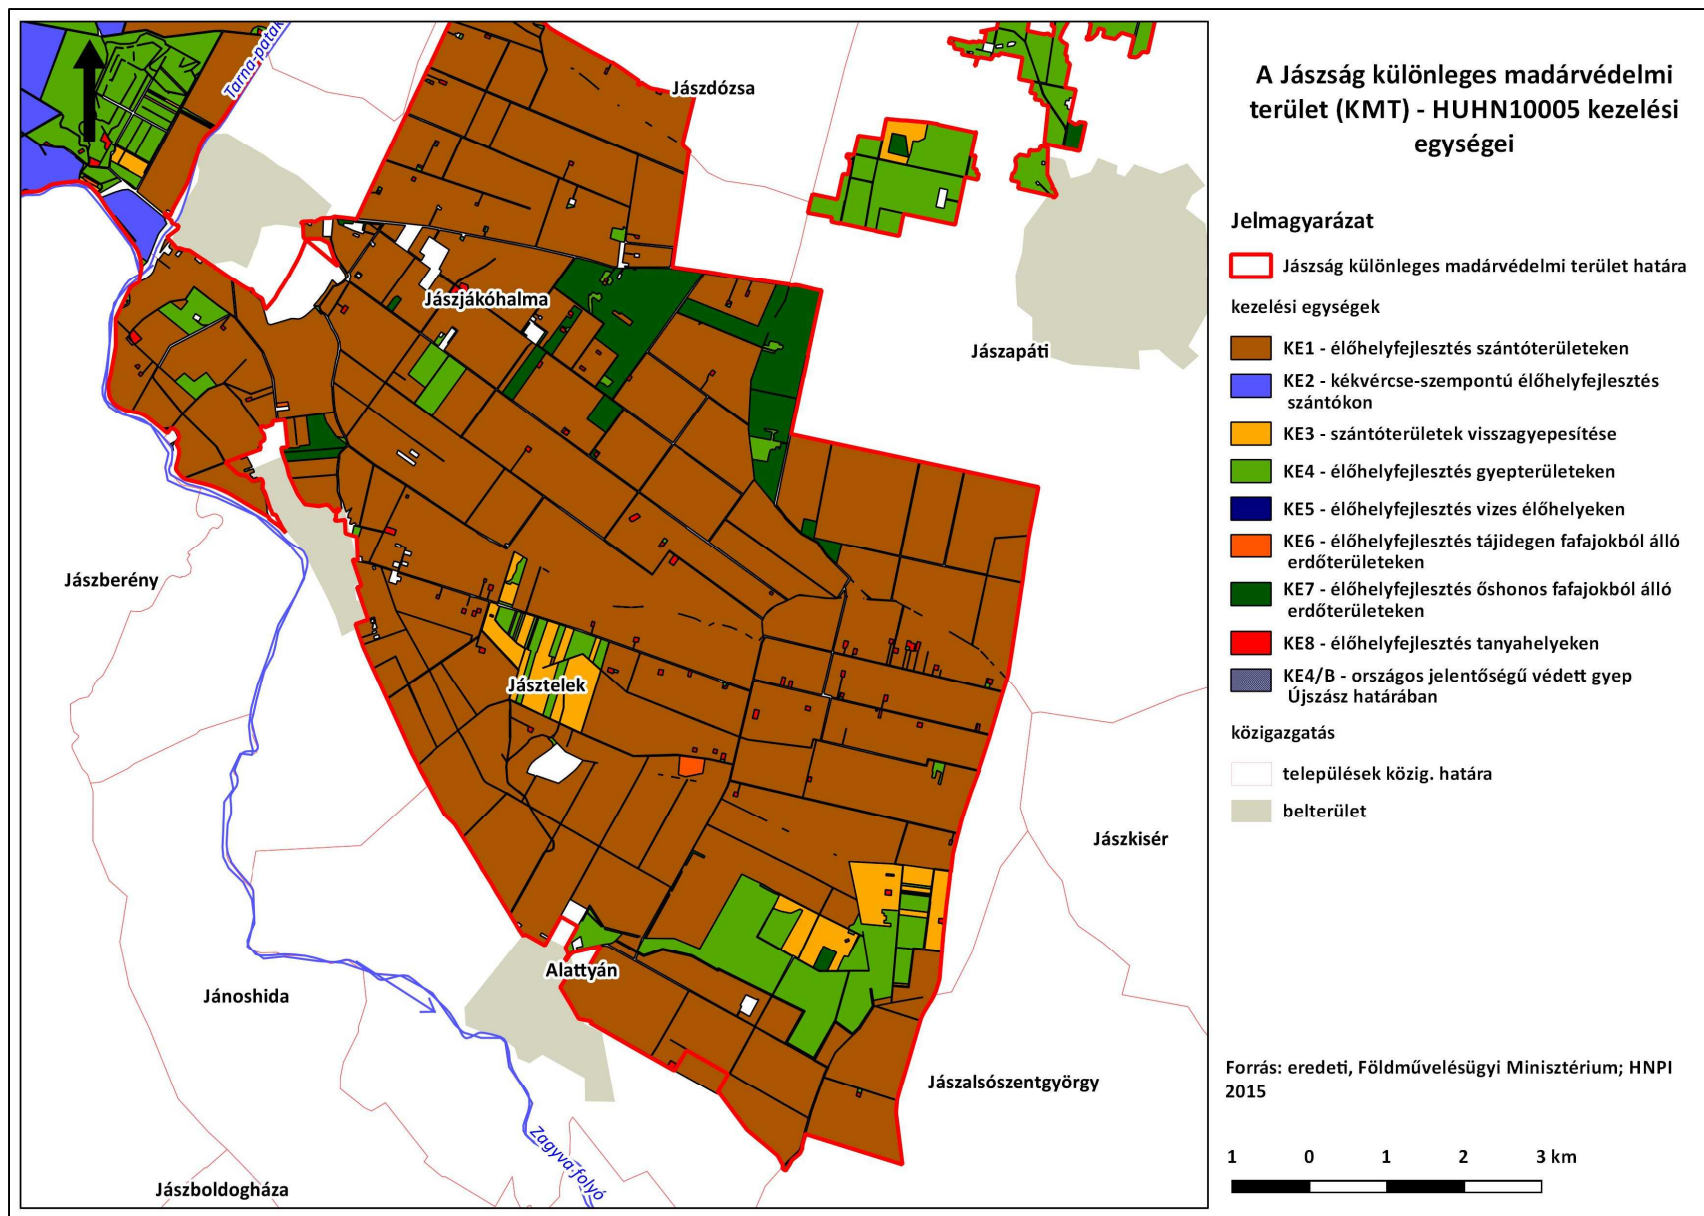 A Jászság különleges madárvédelmi
terület (KMT) - HUHN10005 kezelési
egységei
Jelmagyarázat
Jászság különleges madárvédelmi terület határa
kezelési egységek
KE1 - élőhelyfejlesztés szántóterületeken
KE2 - kékvércse-szempontú élőhelyfejlesztés
szántókon
KE3 - szántóterületek visszagyepesítése
KE4 - élőhelyfejlesztés gyepterületeken
KE5 - élőhelyfejlesztés vizes élőhelyeken
KE6 - élőhelyfejlesztés tájidegen fafajokból álló
erdőterületeken
KE7 - élőhelyfejlesztés őshonos fafajokból álló
erdőterületeken
KE8 - élőhelyfejlesztés tanyahelyeken
KE4/B - országos jelentőségű védett gyep
Újszász határában
közigazgatás
települések közig. határa
belterület
Forrás: eredeti, Földművelésügyi Minisztérium; HNPI
2015
1 0 1 2 3 km
Tarna-patak
Jászdózsa
Jászjákóhalma
Jászapáti
Jászberény
Jásztelek
Jászkisér
Alattyán
Jánoshida
Jászalsószentgyörgy
Zagyva folyó
Jászboldogháza